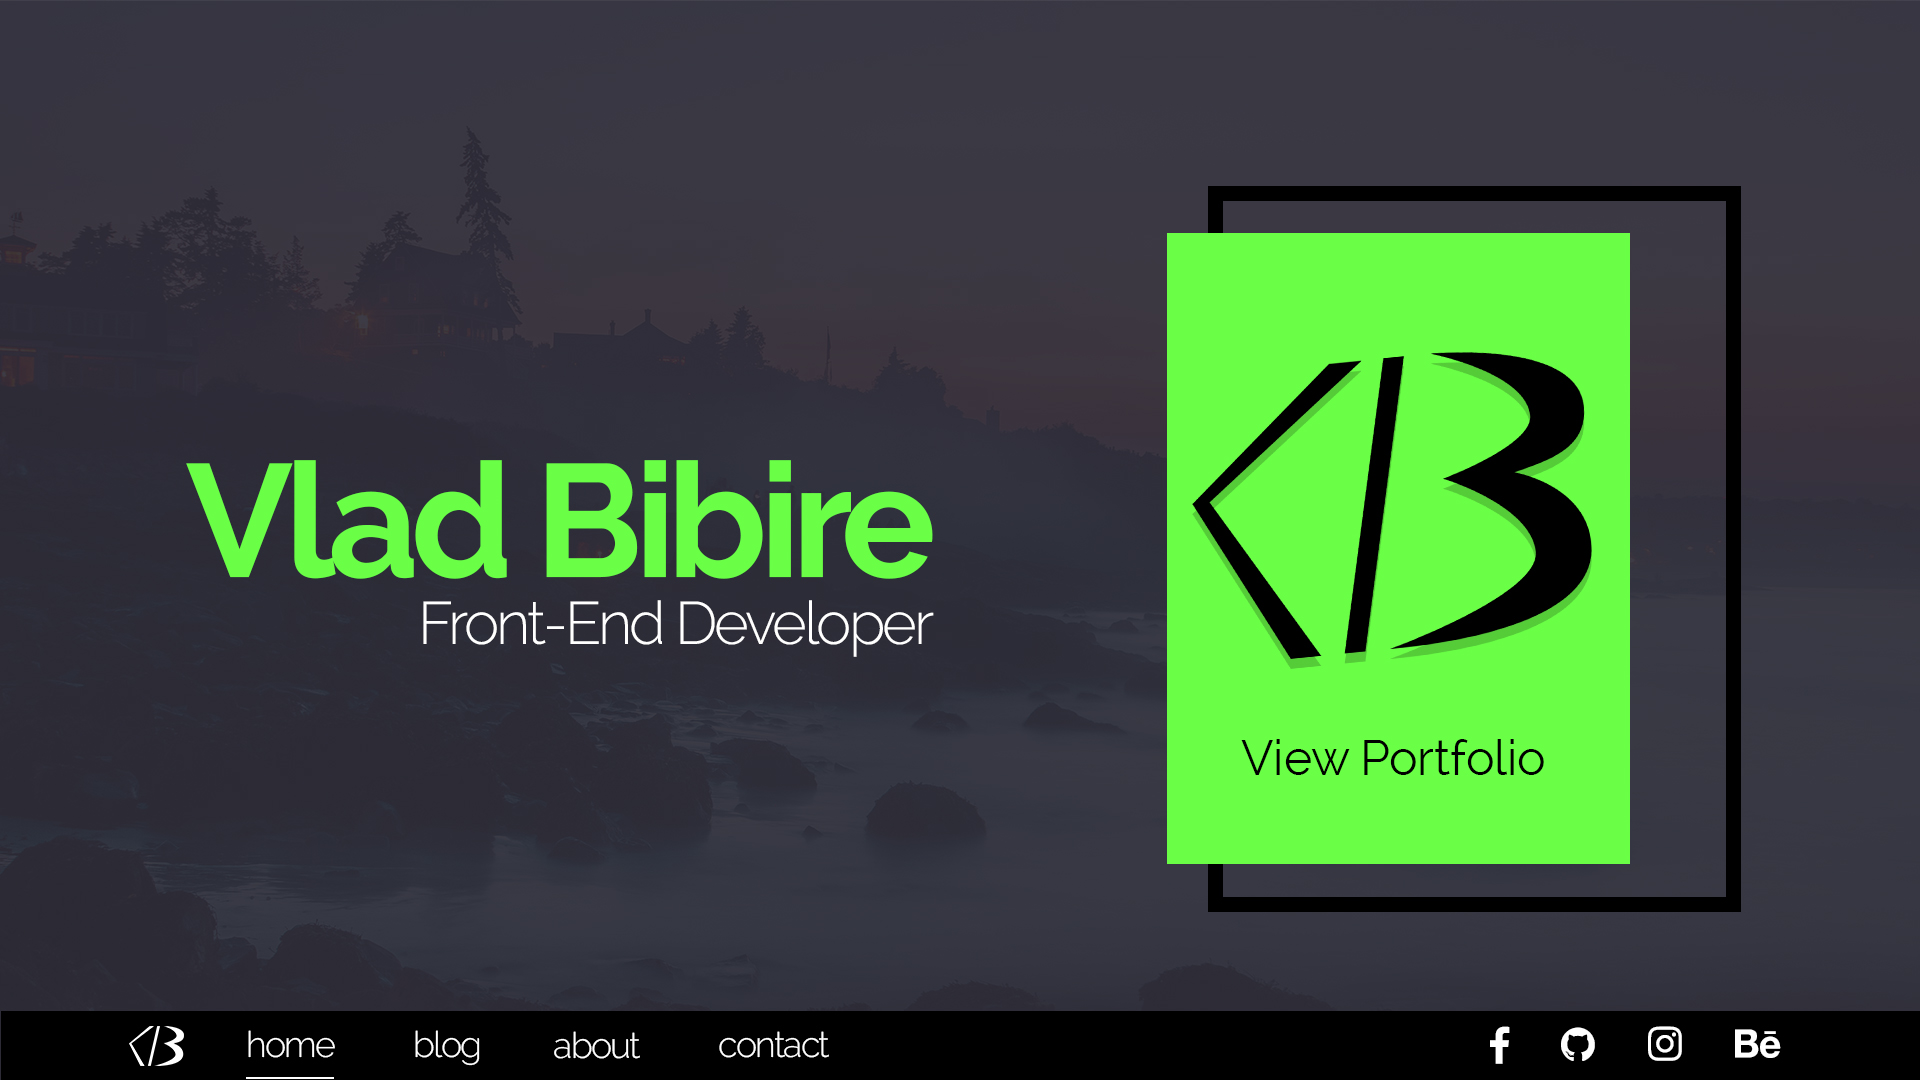 Vlad Bibire
Front-End Developer
View Portfolio
home
blog
about
contact
Bē